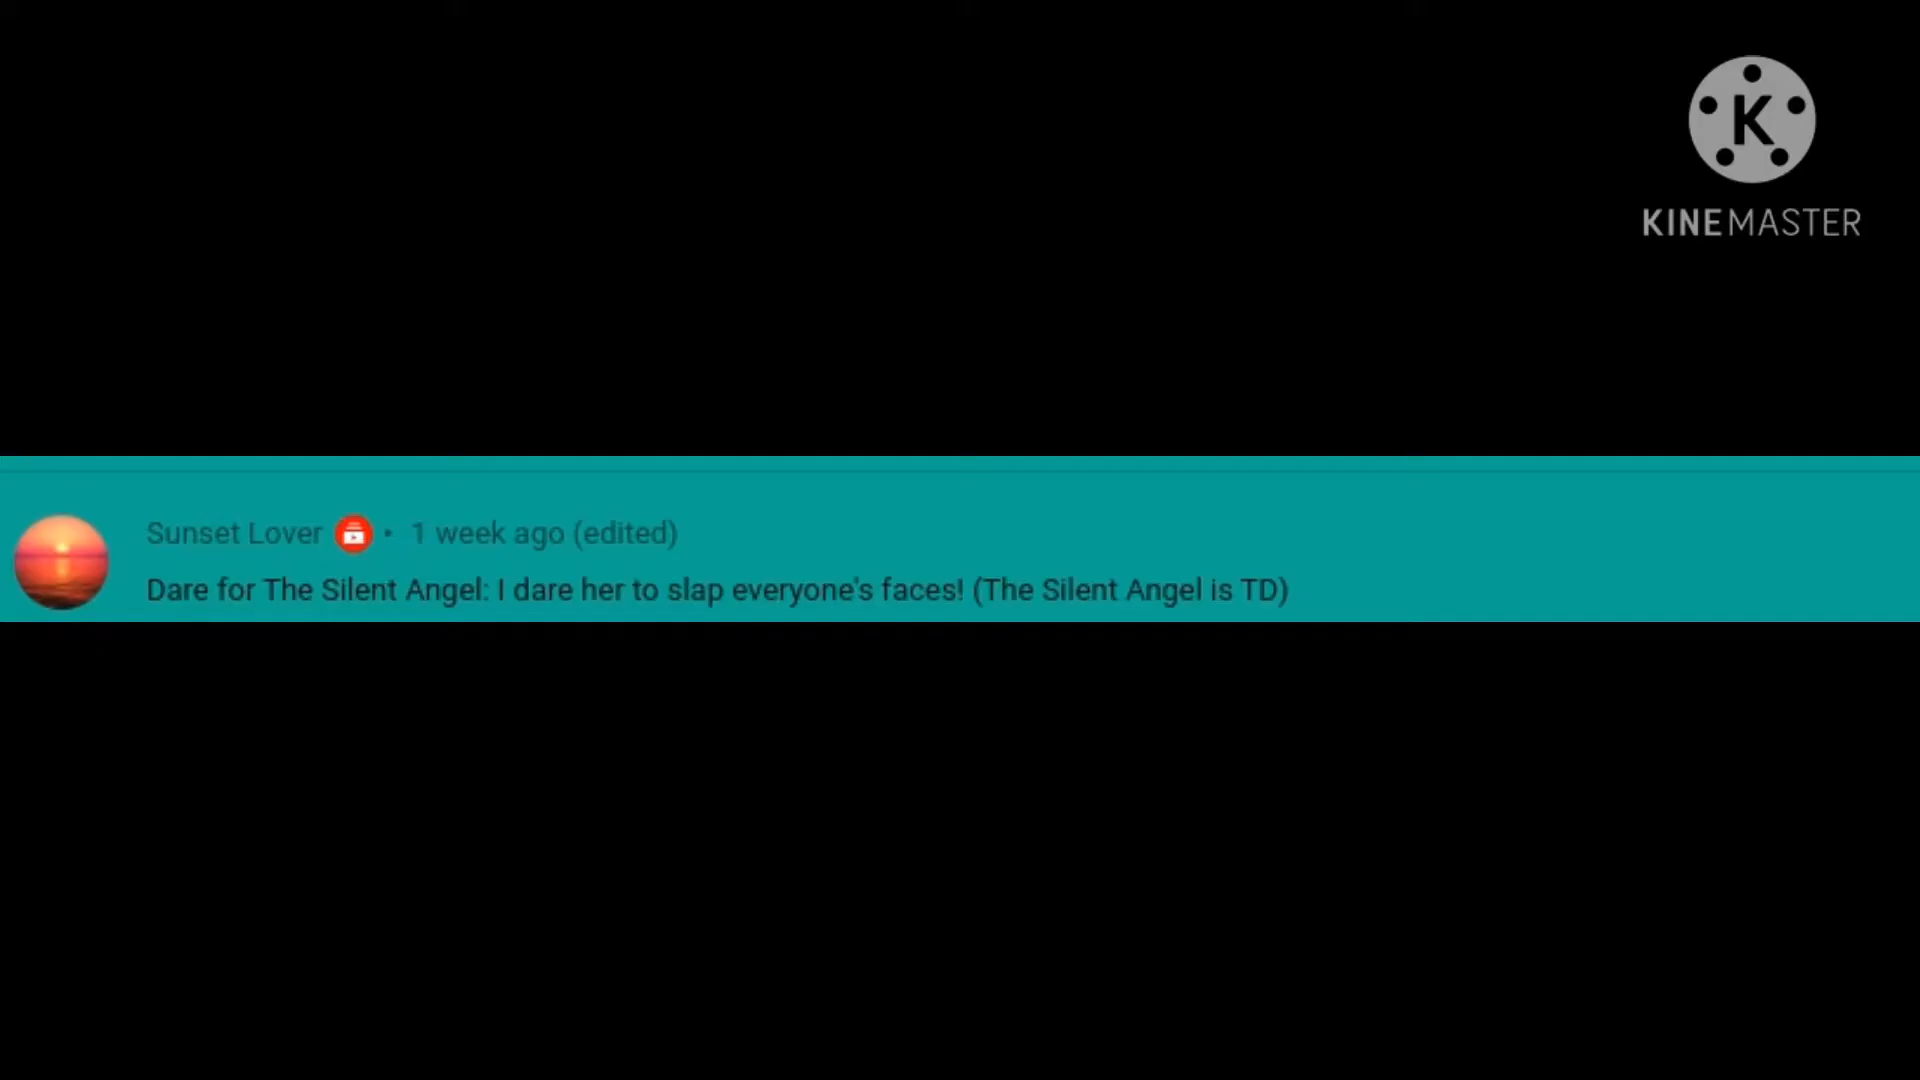 K
KINEMASTER
Sunset Lover • 1 week ago (edited)
Dare for The Silent Angel: I dare her to slap everyone's faces! (The Silent Angel is TD)